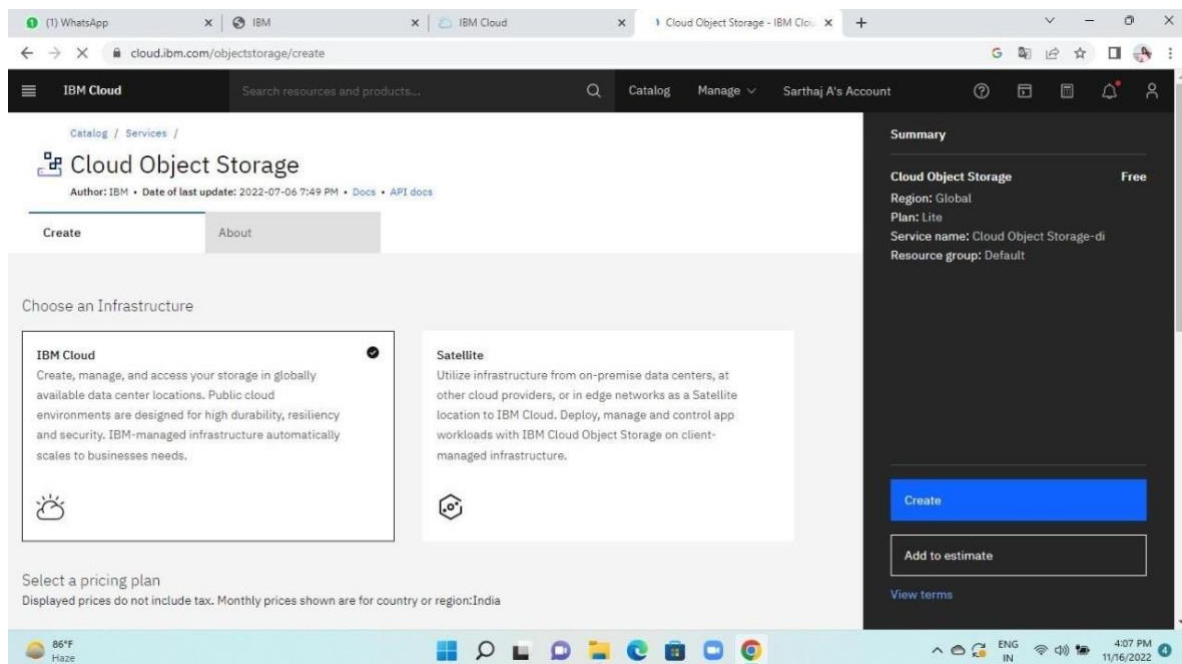 (1) WhatsApp
IBM
IBM Cloud
Cloud Object Storage - IBM Clou
cloud.ibm.com/objectstorage/create
IBM Cloud
Search resources and products...
Catalog
Manage
Sarthaj A's Account
Catalog / Services /
Cloud Object Storage
Author: IBM • Date of last update: 2022-07-06 7:49 PM • Docs • API docs
Create
About
Choose an Infrastructure
IBM Cloud
Create, manage, and access your storage in globally
available data center locations. Public cloud
environments are designed for high durability, resiliency
and security. IBM-managed infrastructure automatically
scales to businesses needs.
Satellite
Utilize infrastructure from on-premise data centers, at
other cloud providers, or in edge networks as a Satellite
location to IBM Cloud. Deploy, manage and control app
workloads with IBM Cloud Object Storage on client-
managed infrastructure.
Select a pricing plan
Displayed prices do not include tax. Monthly prices shown are for country or region:India
Summary
Cloud Object Storage Free
Region: Global
Plan: Lite
Service name: Cloud Object Storage-di
Resource group: Default
Create
Add to estimate
View terms
86°F
Haze
ENG
IN
4:07 PM
11/16/2022
4